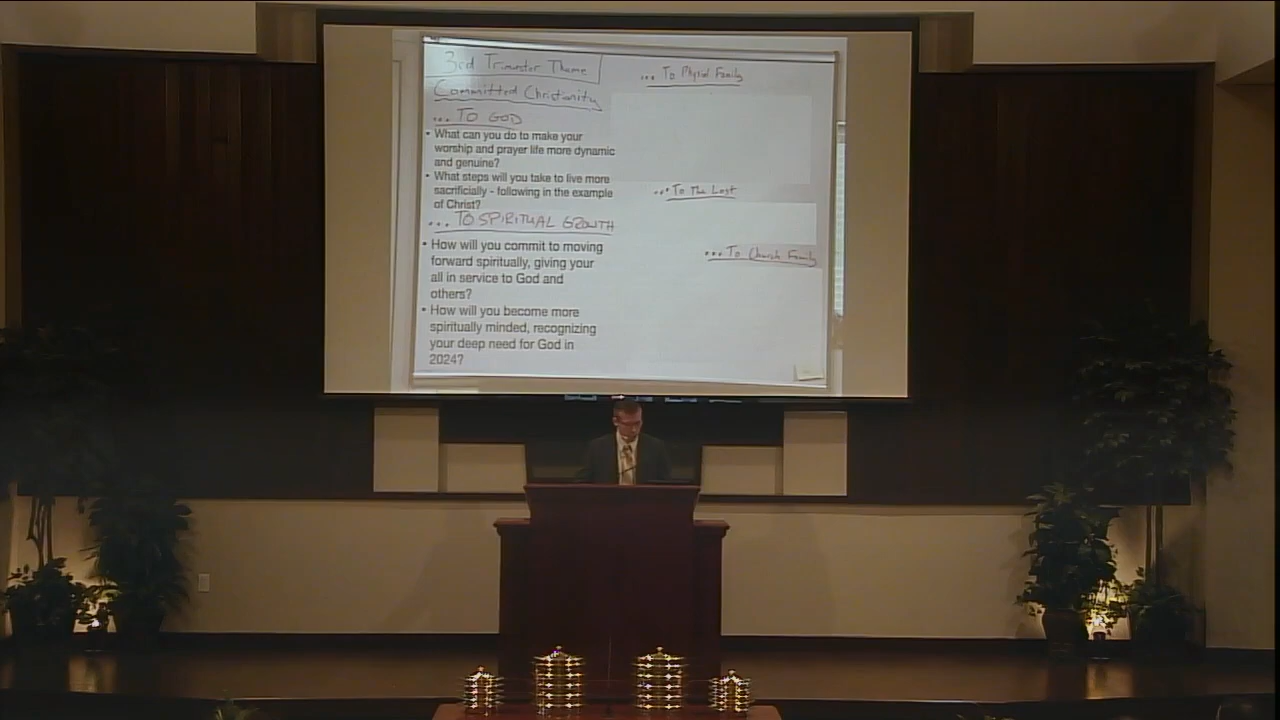 3rd Trimester Theme
Committed Christianity
... TO GOD
• What can you do to make your
worship and prayer life more dynamic
and genuine?
• What steps will you take to live more
sacrificially - following in the example
of Christ?
... TO SPIRITUAL GROWTH
• How will you commit to moving
forward spiritually, giving your
all in service to God and
others?
• How will you become more
spiritually minded, recognizing
your deep need for God in
2024?
... To Physical Family
... To The Lost
... To Church Family